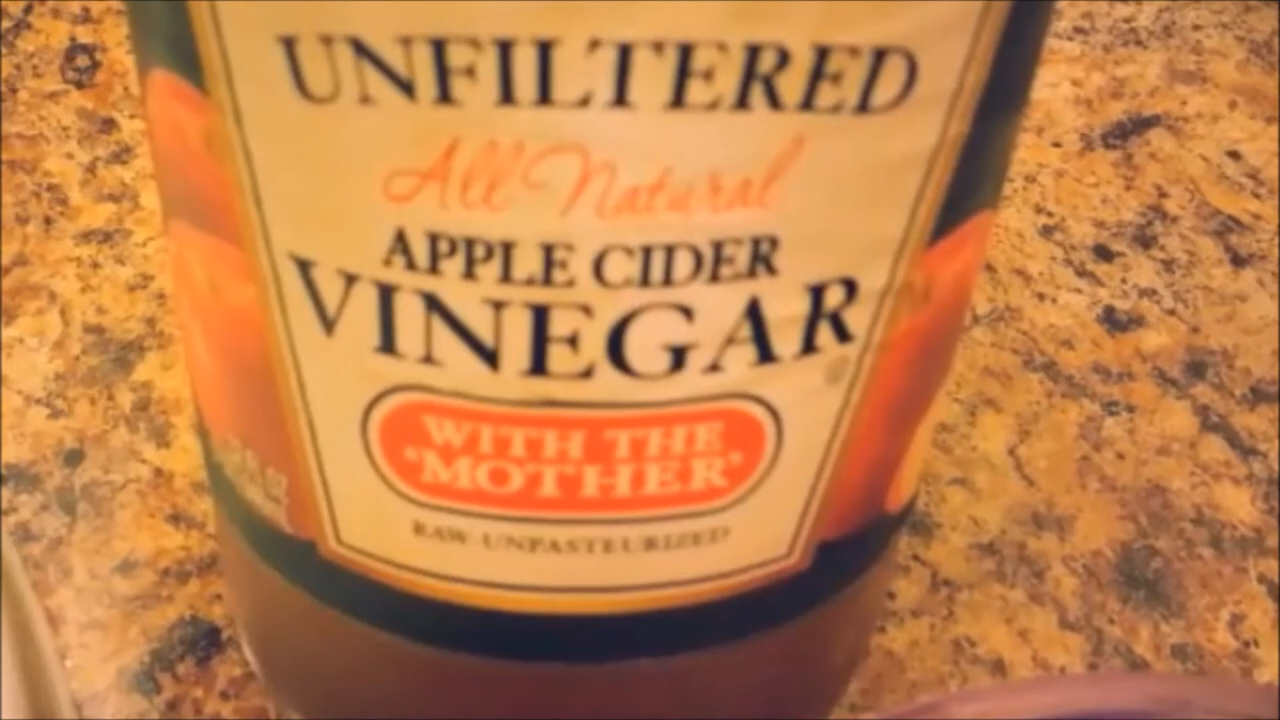 UNFILTERED
All Natural
APPLE CIDER
VINEGAR
WITH THE
'MOTHER'
RAW-UNPASTEURIZED